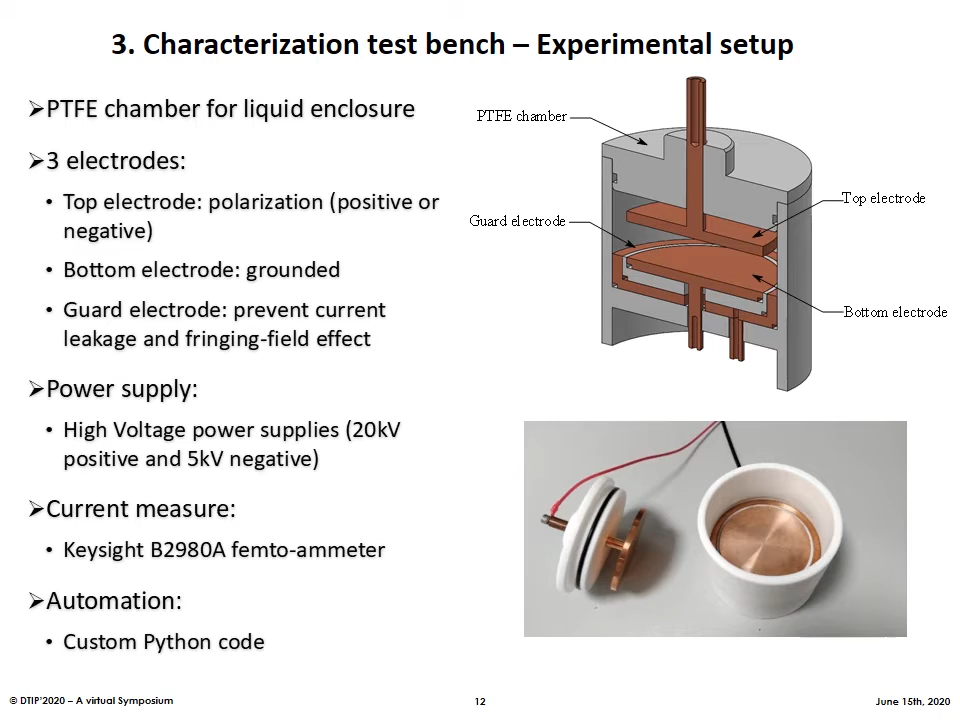 3. Characterization test bench – Experimental setup
➢PTFE chamber for liquid enclosure
➢3 electrodes:
• Top electrode: polarization (positive or
negative)
• Bottom electrode: grounded
• Guard electrode: prevent current
leakage and fringing-field effect
➢Power supply:
• High Voltage power supplies (20kV
positive and 5kV negative)
➢Current measure:
• Keysight B2980A femto-ammeter
➢Automation:
• Custom Python code
PTFE chamber
Top electrode
Guard electrode
Bottom electrode
© DTIP'2020 – A virtual Symposium
12
June 15th, 2020